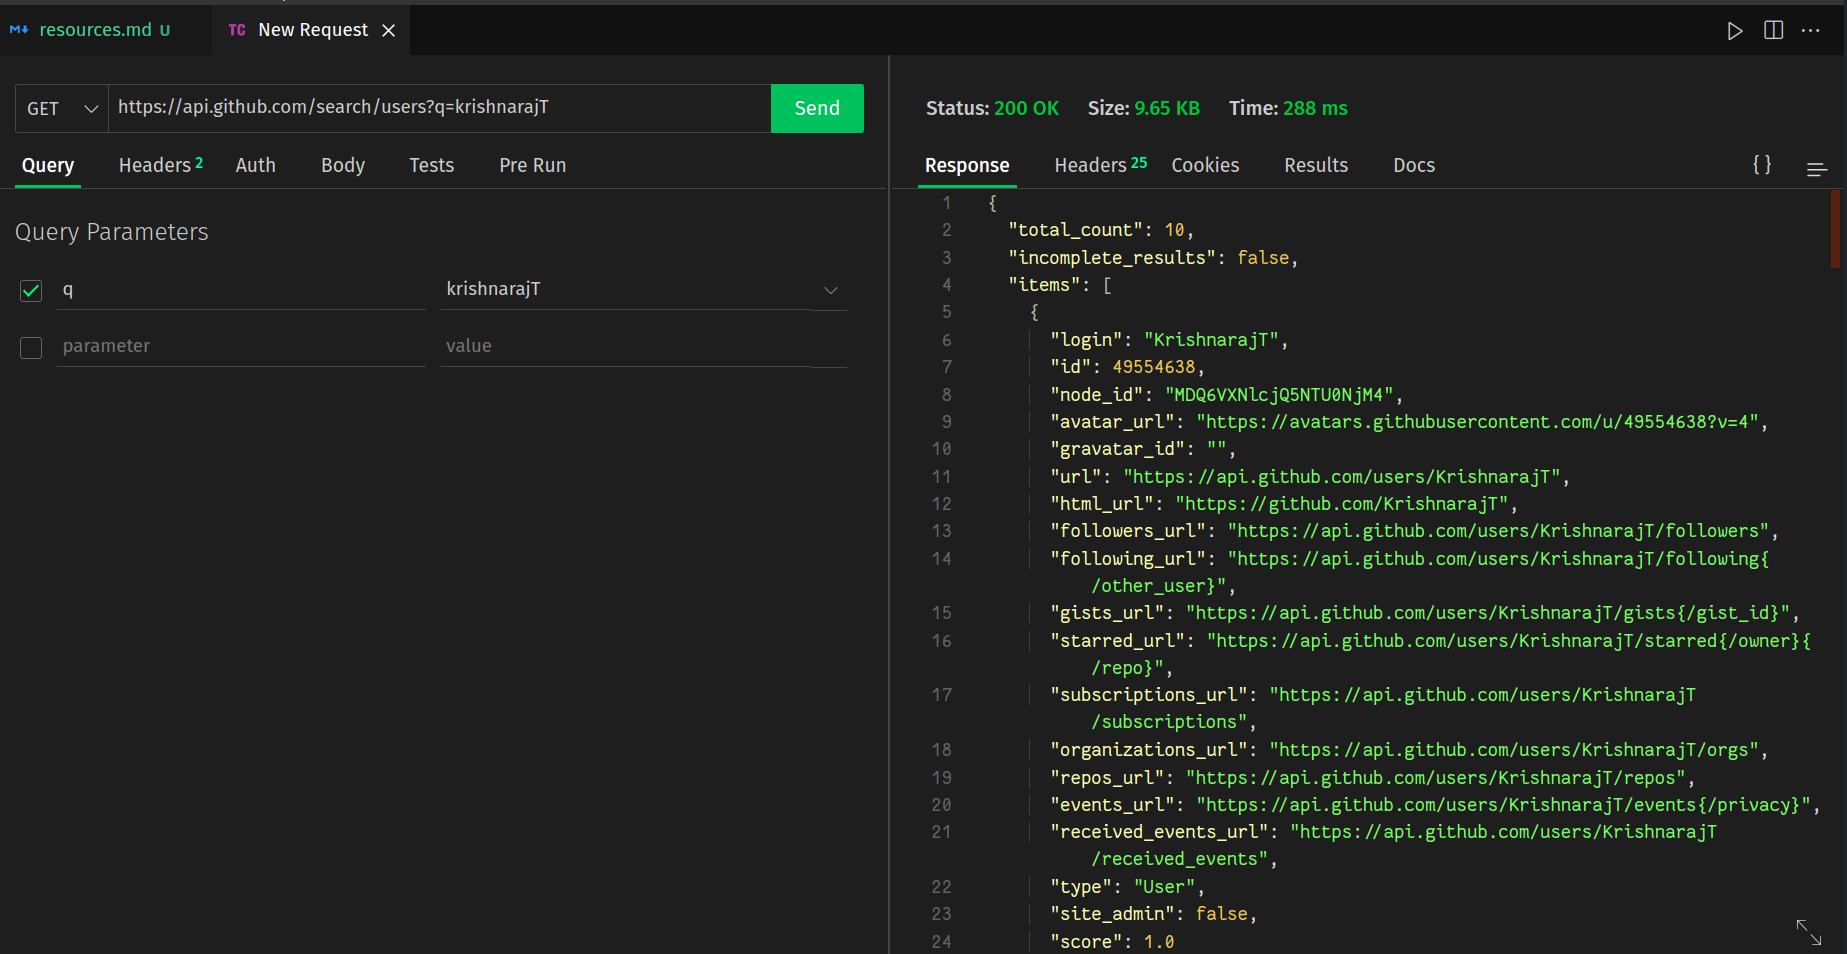 resources.md U
TC New Request
GET https://api.github.com/search/users?q=krishnarajT Send
Query Headers 2 Auth Body Tests Pre Run
Query Parameters
q krishnarajT
parameter value
Status: 200 OK Size: 9.65 KB Time: 288 ms
Response Headers 25 Cookies Results Docs { }
1 {
2 "total_count": 10,
3 "incomplete_results": false,
4 "items": [
5 {
6 "login": "KrishnarajT",
7 "id": 49554638,
8 "node_id": "MDQ6VXNlcjQ5NTU0NjM4",
9 "avatar_url": "https://avatars.githubusercontent.com/u/49554638?v=4",
10 "gravatar_id": "",
11 "url": "https://api.github.com/users/KrishnarajT",
12 "html_url": "https://github.com/KrishnarajT",
13 "followers_url": "https://api.github.com/users/KrishnarajT/followers",
14 "following_url": "https://api.github.com/users/KrishnarajT/following{
/other_user}",
15 "gists_url": "https://api.github.com/users/KrishnarajT/gists{/gist_id}",
16 "starred_url": "https://api.github.com/users/KrishnarajT/starred{/owner}{
/repo}",
17 "subscriptions_url": "https://api.github.com/users/KrishnarajT
/subscriptions",
18 "organizations_url": "https://api.github.com/users/KrishnarajT/orgs",
19 "repos_url": "https://api.github.com/users/KrishnarajT/repos",
20 "events_url": "https://api.github.com/users/KrishnarajT/events{/privacy}",
21 "received_events_url": "https://api.github.com/users/KrishnarajT
/received_events",
22 "type": "User",
23 "site_admin": false,
24 "score": 1.0